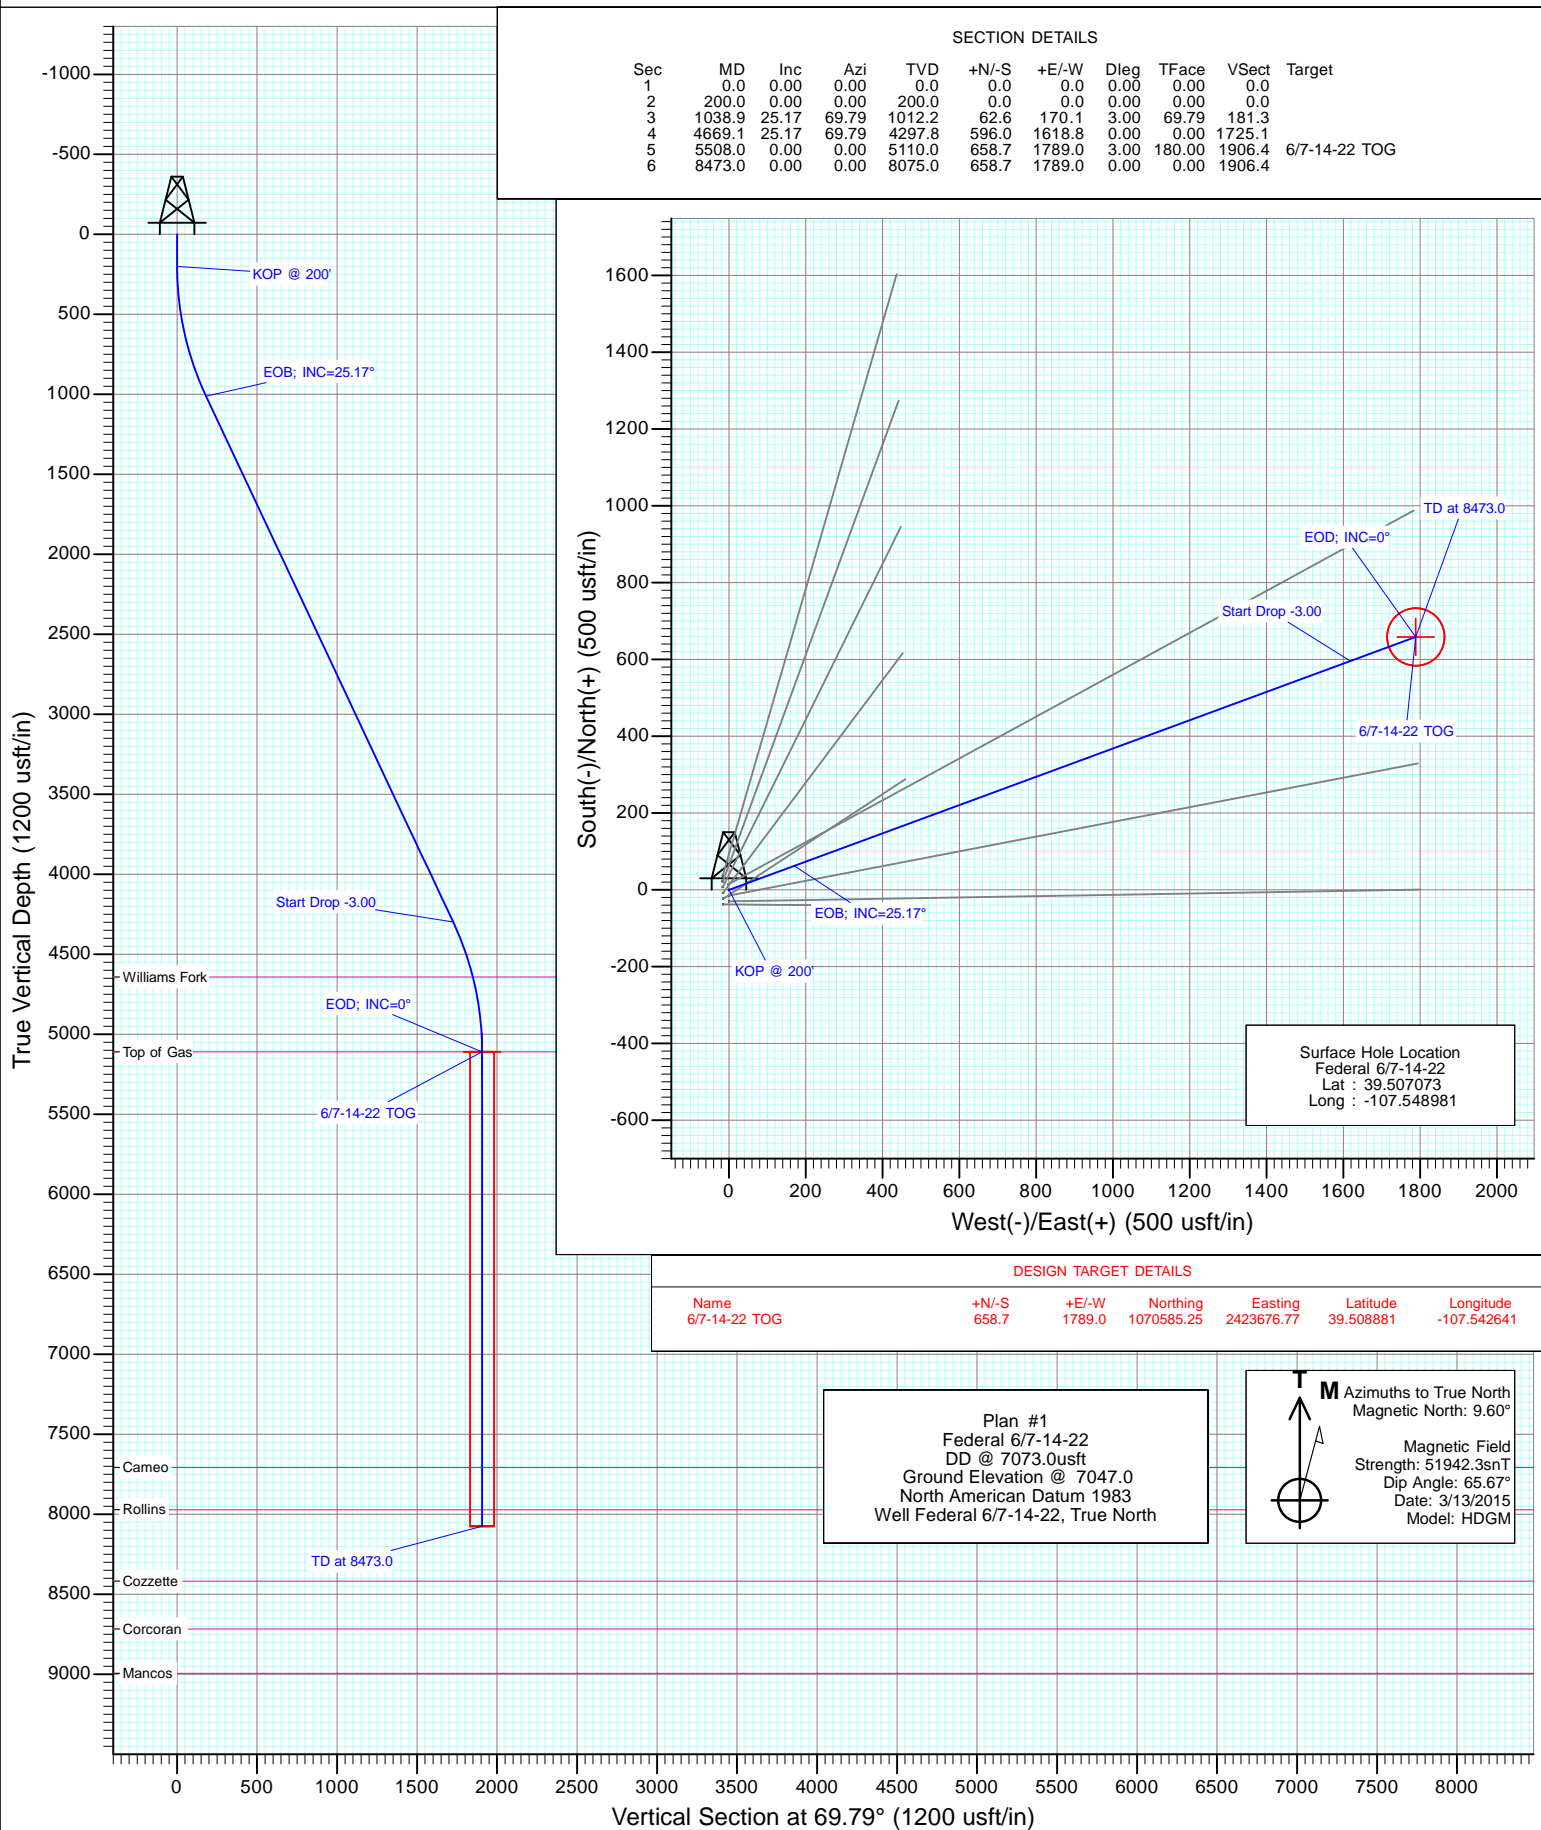 SECTION DETAILS
Sec MD Inc Azi TVD +N/-S +E/-W Dleg TFace VSect Target
1 0.0 0.00 0.00 0.0 0.0 0.0 0.00 0.00 0.0
2 200.0 0.00 0.00 200.0 0.0 0.0 0.00 0.00 0.0
3 1038.9 25.17 69.79 1012.2 62.6 170.1 3.00 69.79 181.3
4 4669.1 25.17 69.79 4297.8 596.0 1618.8 0.00 0.00 1725.1
5 5508.0 0.00 0.00 5110.0 658.7 1789.0 3.00 180.00 1906.4 6/7-14-22 TOG
6 8473.0 0.00 0.00 8075.0 658.7 1789.0 0.00 0.00 1906.4
True Vertical Depth (1200 usft/in)
-1000
-500
0
500
1000
1500
2000
2500
3000
3500
4000
4500
5000
5500
6000
6500
7000
7500
8000
8500
9000
KOP @ 200'
EOB; INC=25.17°
Start Drop -3.00
Williams Fork
EOD; INC=0°
Top of Gas
6/7-14-22 TOG
Cameo
Rollins
TD at 8473.0
Cozzette
Corcoran
Mancos
0 500 1000 1500 2000 2500 3000 3500 4000 4500 5000 5500 6000 6500 7000 7500 8000
Vertical Section at 69.79° (1200 usft/in)
South(-)/North(+) (500 usft/in)
1600
1400
1200
1000
800
600
400
200
0
-200
-400
-600
TD at 8473.0
EOD; INC=0°
Start Drop -3.00
6/7-14-22 TOG
EOB; INC=25.17°
KOP @ 200'
Surface Hole Location
Federal 6/7-14-22
Lat : 39.507073
Long : -107.548981
0 200 400 600 800 1000 1200 1400 1600 1800 2000
West(-)/East(+) (500 usft/in)
DESIGN TARGET DETAILS
Name +N/-S +E/-W Northing Easting Latitude Longitude
6/7-14-22 TOG 658.7 1789.0 1070585.25 2423676.77 39.508881 -107.542641
Plan #1
Federal 6/7-14-22
DD @ 7073.0usft
Ground Elevation @ 7047.0
North American Datum 1983
Well Federal 6/7-14-22, True North
T
M
Azimuths to True North
Magnetic North: 9.60°
Magnetic Field
Strength: 51942.3snT
Dip Angle: 65.67°
Date: 3/13/2015
Model: HDGM